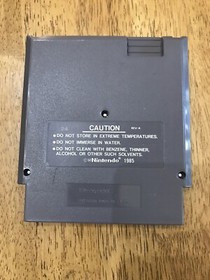 CAUTION REV-A
● DO NOT STORE IN EXTREME TEMPERATURES.
● DO NOT IMMERSE IN WATER.
● DO NOT CLEAN WITH BENZENE, THINNER,
ALCOHOL OR OTHER SUCH SOLVENTS.
©Nintendo® 1985